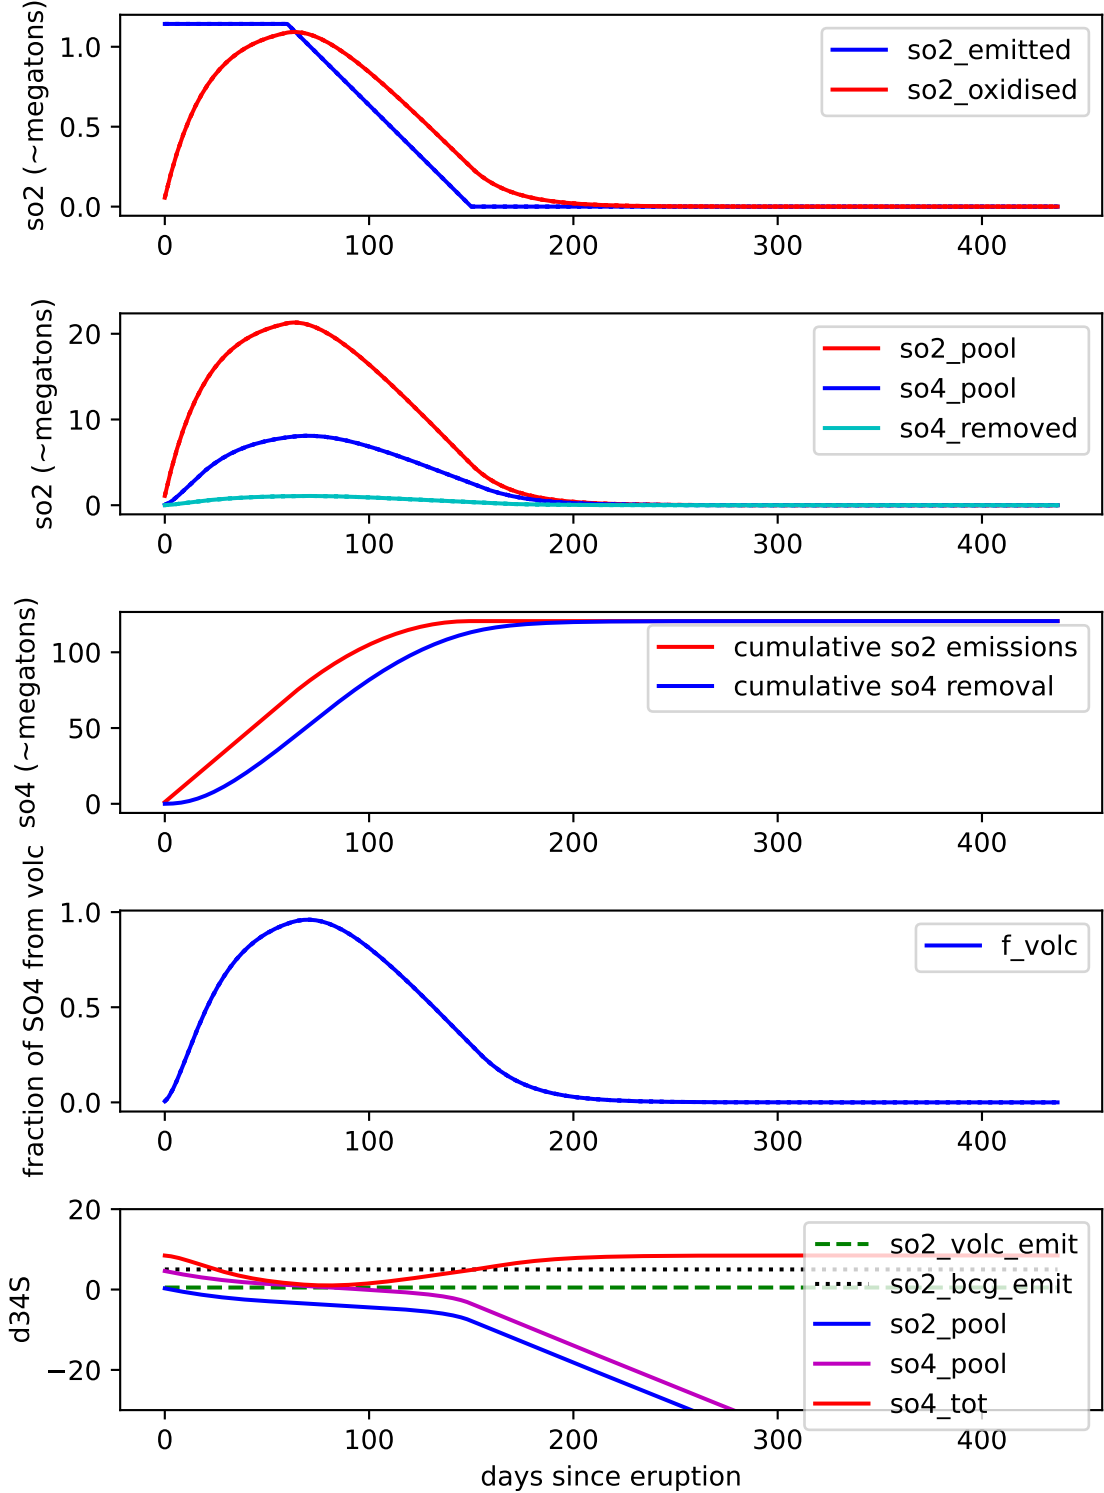 so2 (~megatons)
1.0
0.5
0.0
so2_emitted
so2_oxidised
0 100 200 300 400
so2 (~megatons)
20
10
0
so2_pool
so4_pool
so4_removed
0 100 200 300 400
so4 (~megatons)
100
50
0
cumulative so2 emissions
cumulative so4 removal
0 100 200 300 400
fraction of SO4 from volc
1.0
0.5
0.0
f_volc
0 100 200 300 400
d34S
20
0
−20
so2_volc_emit
so2_bcg_emit
so2_pool
so4_pool
so4_tot
0 100 200 300 400
days since eruption